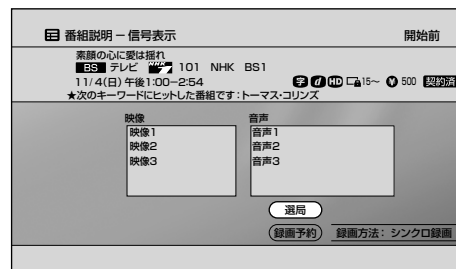 番組説明 − 信号表示 開始前
素顔の心に愛は揺れ
BS テレビ 101 NHK BS1
11/4(日)午後1:00−2:54 字 d HD 15〜 ¥ 500 契約済
★次のキーワードにヒットした番組です:トーマス・コリンズ
映像 音声
映像1 音声1
映像2 音声2
映像3 音声3
選局
録画予約 録画方法: シンクロ録画